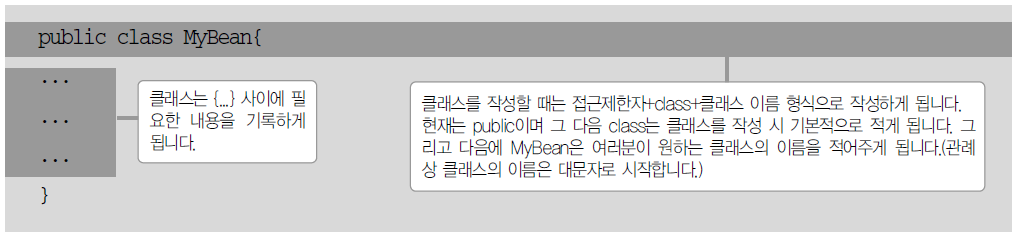 public class MyBean{
...
...
...
}
클래스는 {...} 사이에 필
요한 내용을 기록하게
됩니다.
클래스를 작성할 때는 접근제한자+class+클래스 이름 형식으로 작성하게 됩니다.
현재는 public이며 그 다음 class는 클래스를 작성 시 기본적으로 적게 됩니다. 그
리고 다음에 MyBean은 여러분이 원하는 클래스의 이름을 적어주게 됩니다.(관례
상 클래스의 이름은 대문자로 시작합니다.)